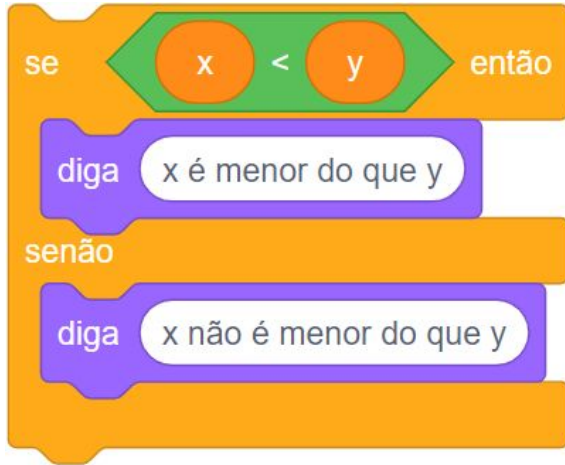 se x < y então
diga x é menor do que y
senão
diga x não é menor do que y